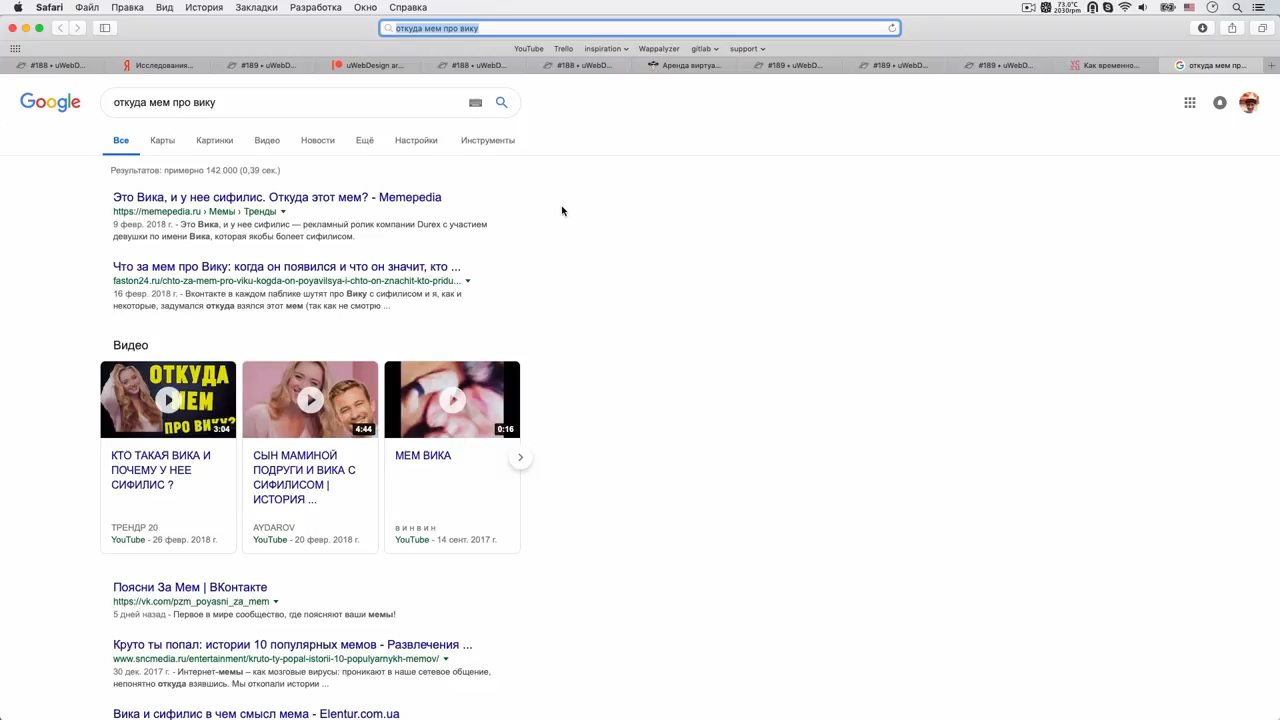 Safari Файл Правка Вид История Закладки Разработка Окно Справка
73.0°C
2030rpm
откуда мем про вику
YouTube Trello inspiration Wappalyzer gitlab support
#188 • uWebD... Исследования... #189 • uWebD... uWebDesign ar... #188 • uWebD... #188 • uWebD... Аренда виртуа... #189 • uWebD... #189 • uWebD... #189 • uWebD... Как временно... откуда мем пр...
Google
откуда мем про вику
Все Карты Картинки Видео Новости Ещё Настройки Инструменты
Результатов: примерно 142 000 (0,39 сек.)
Это Вика, и у нее сифилис. Откуда этот мем? - Memepedia
https://memepedia.ru › Мемы › Тренды
9 февр. 2018 г. - Это Вика, и у нее сифилис — рекламный ролик компании Durex с участием
девушки по имени Вика, которая якобы болеет сифилисом.
Что за мем про Вику: когда он появился и что он значит, кто ...
faston24.ru/chto-za-mem-pro-viku-kogda-on-poyavilsya-i-chto-on-znachit-kto-pridu...
16 февр. 2018 г. - Вконтакте в каждом паблике шутят про Вику с сифилисом и я, как и
некоторые, задумался откуда взялся этот мем (так как не смотрю ...
Видео
ОТКУДА
МЕМ
ПРО ВИКУ?
3:04
4:44
0:16
КТО ТАКАЯ ВИКА И
ПОЧЕМУ У НЕЕ
СИФИЛИС ?
ТРЕНДР 20
YouTube - 26 февр. 2018 г.
СЫН МАМИНОЙ
ПОДРУГИ И ВИКА С
СИФИЛИСОМ |
ИСТОРИЯ ...
AYDAROV
YouTube - 20 февр. 2018 г.
МЕМ ВИКА
в и н в и н
YouTube - 14 сент. 2017 г.
Поясни За Мем | ВКонтакте
https://vk.com/pzm_poyasni_za_mem
5 дней назад - Первое в мире сообщество, где поясняют ваши мемы!
Круто ты попал: истории 10 популярных мемов - Развлечения ...
www.sncmedia.ru/entertainment/kruto-ty-popal-istorii-10-populyarnykh-memov/
30 дек. 2017 г. - Интернет-мемы – как мозговые вирусы: проникают в наше сетевое общение,
непонятно откуда взявшись. Мы откопали истории ...
Вика и сифилис в чем смысл мема - Elentur.com.ua